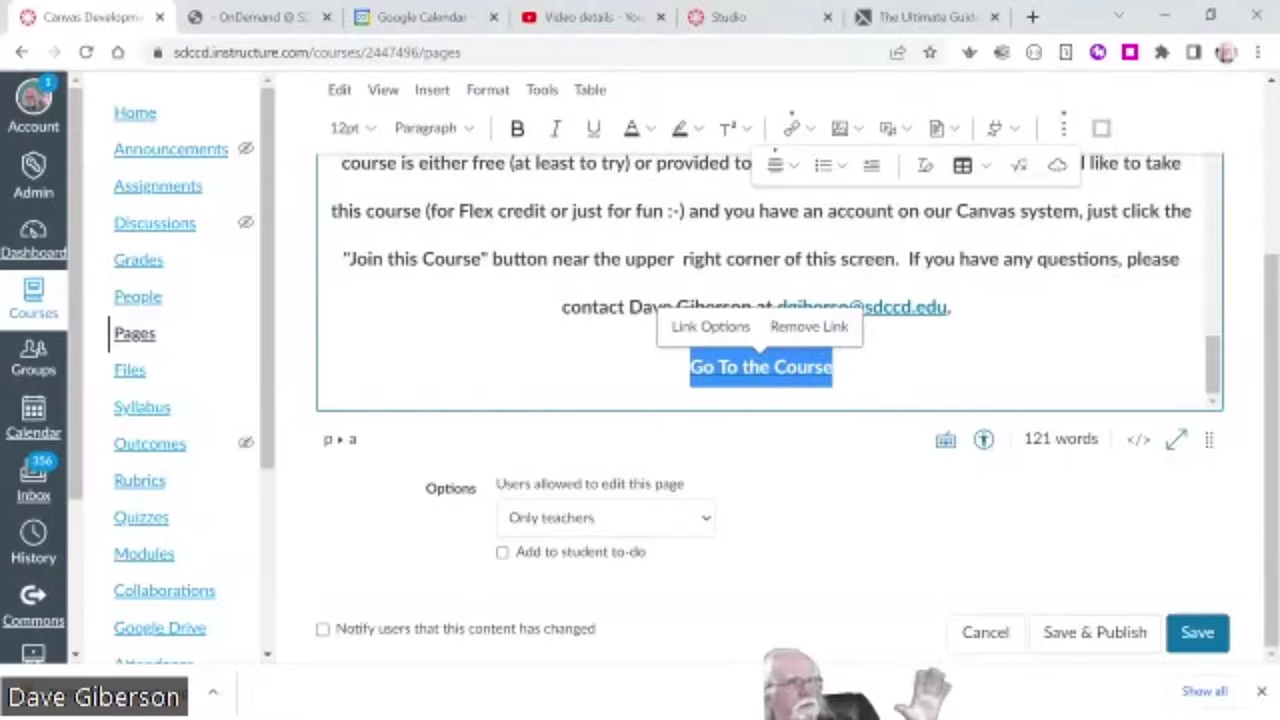 Canvas Developm
- OnDemand @ SD
Google Calendar -
Video details - You
Studio
The Ultimate Guid
sdccd.instructure.com/courses/2447496/pages
1
Account
Admin
Dashboard
Courses
Groups
Calendar
356
Inbox
History
Commons
Home
Announcements
Assignments
Discussions
Grades
People
Pages
Files
Syllabus
Outcomes
Rubrics
Quizzes
Modules
Collaborations
Google Drive
Edit View Insert Format Tools Table
12pt Paragraph B I U A T²
course is either free (at least to try) or provided to
l like to take
this course (for Flex credit or just for fun :-) and you have an account on our Canvas system, just click the
"Join this Course" button near the upper right corner of this screen. If you have any questions, please
contact Dave Giberson at dgiberso@sdccd.edu.
Link Options Remove Link
Go To the Course
p ▸ a
121 words </>
Options
Users allowed to edit this page
Only teachers
Add to student to-do
Notify users that this content has changed
Cancel Save & Publish Save
Dave Giberson
Show all